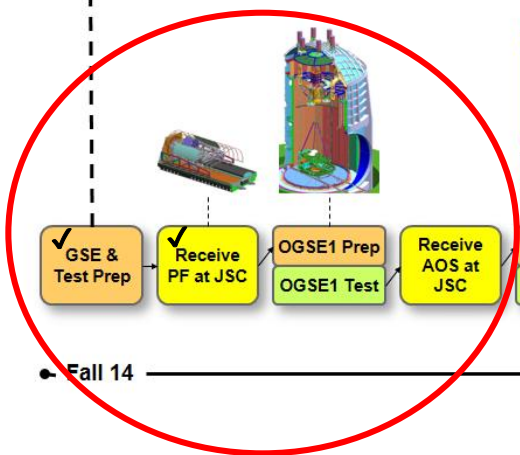 GSE &
Test Prep
Receive
PF at JSC
OGSE1 Prep
OGSE1 Test
Receive
AOS at
JSC
Fall 14